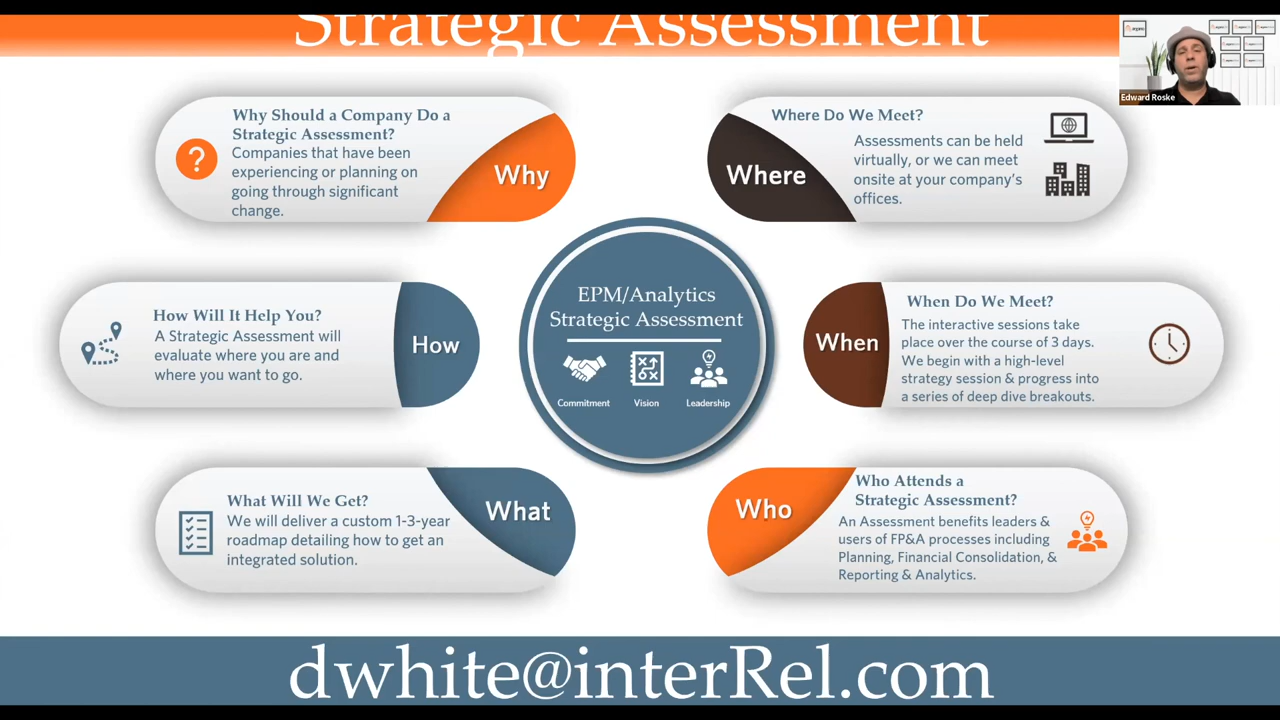 Strategic Assessment
Edward Roske
Why Should a Company Do a
Strategic Assessment?
Companies that have been
experiencing or planning on
going through significant
change.
Why
Where Do We Meet?
Assessments can be held
virtually, or we can meet
onsite at your company's
offices.
Where
How Will It Help You?
A Strategic Assessment will
evaluate where you are and
where you want to go.
How
EPM/Analytics
Strategic Assessment
Commitment
Vision
Leadership
When
When Do We Meet?
The interactive sessions take
place over the course of 3 days.
We begin with a high-level
strategy session & progress into
a series of deep dive breakouts.
What Will We Get?
We will deliver a custom 1-3-year
roadmap detailing how to get an
integrated solution.
What
Who
Who Attends a
Strategic Assessment?
An Assessment benefits leaders &
users of FP&A processes including
Planning, Financial Consolidation, &
Reporting & Analytics.
dwhite@interRel.com